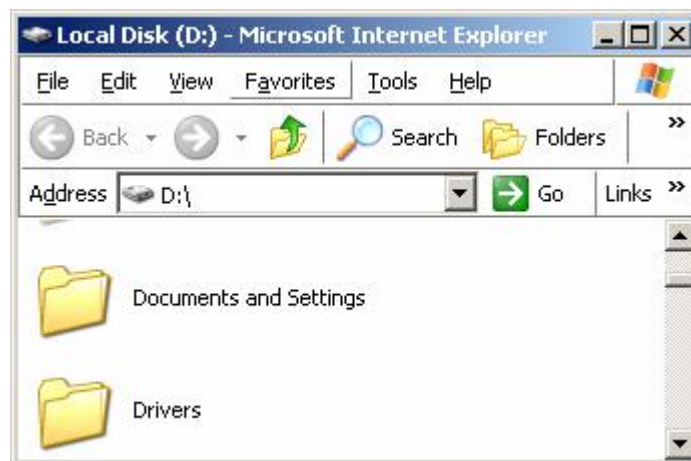 Local Disk (D:) - Microsoft Internet Explorer
File Edit View Favorites Tools Help
Back Search Folders »
Address D:\ Go Links »
Documents and Settings
Drivers